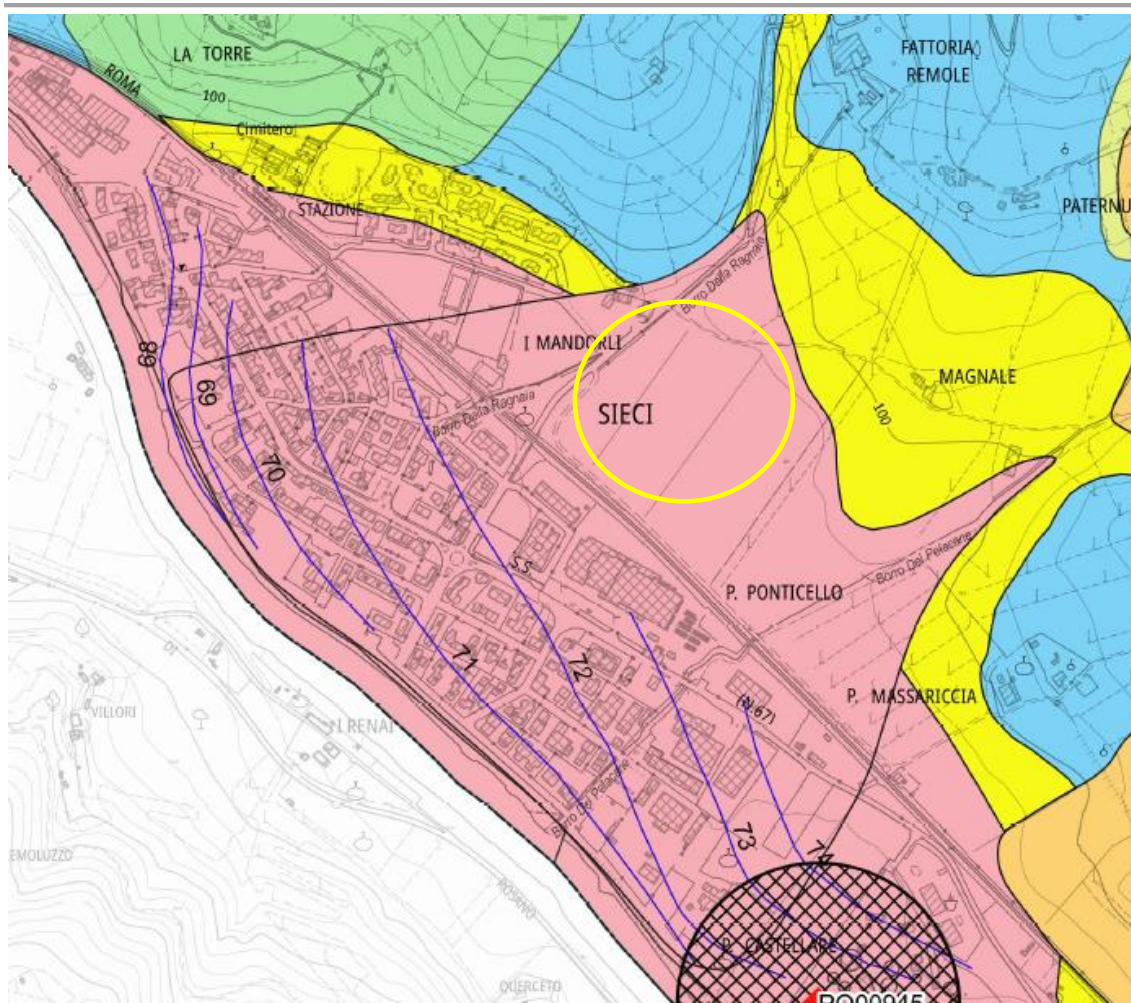 LA TORRE
FATTORIA
REMOLE
ROMA
100
Cimitero
STAZIONE
PATERNU
Borro Della Ragnaia
I MANDORLI
SIECI
MAGNALE
100
89
69
70
Borro Della Ragnaia
S.S.
Borro Del Pelacane
P. PONTICELLO
71
72
P. MASSARICCIA
(N.67)
VILLORI
I RENAI
Borro Del Pelacane
73
74
EMOLUZZO
ROSANO
P. CASTELLARE
QUERCETO
PO00945